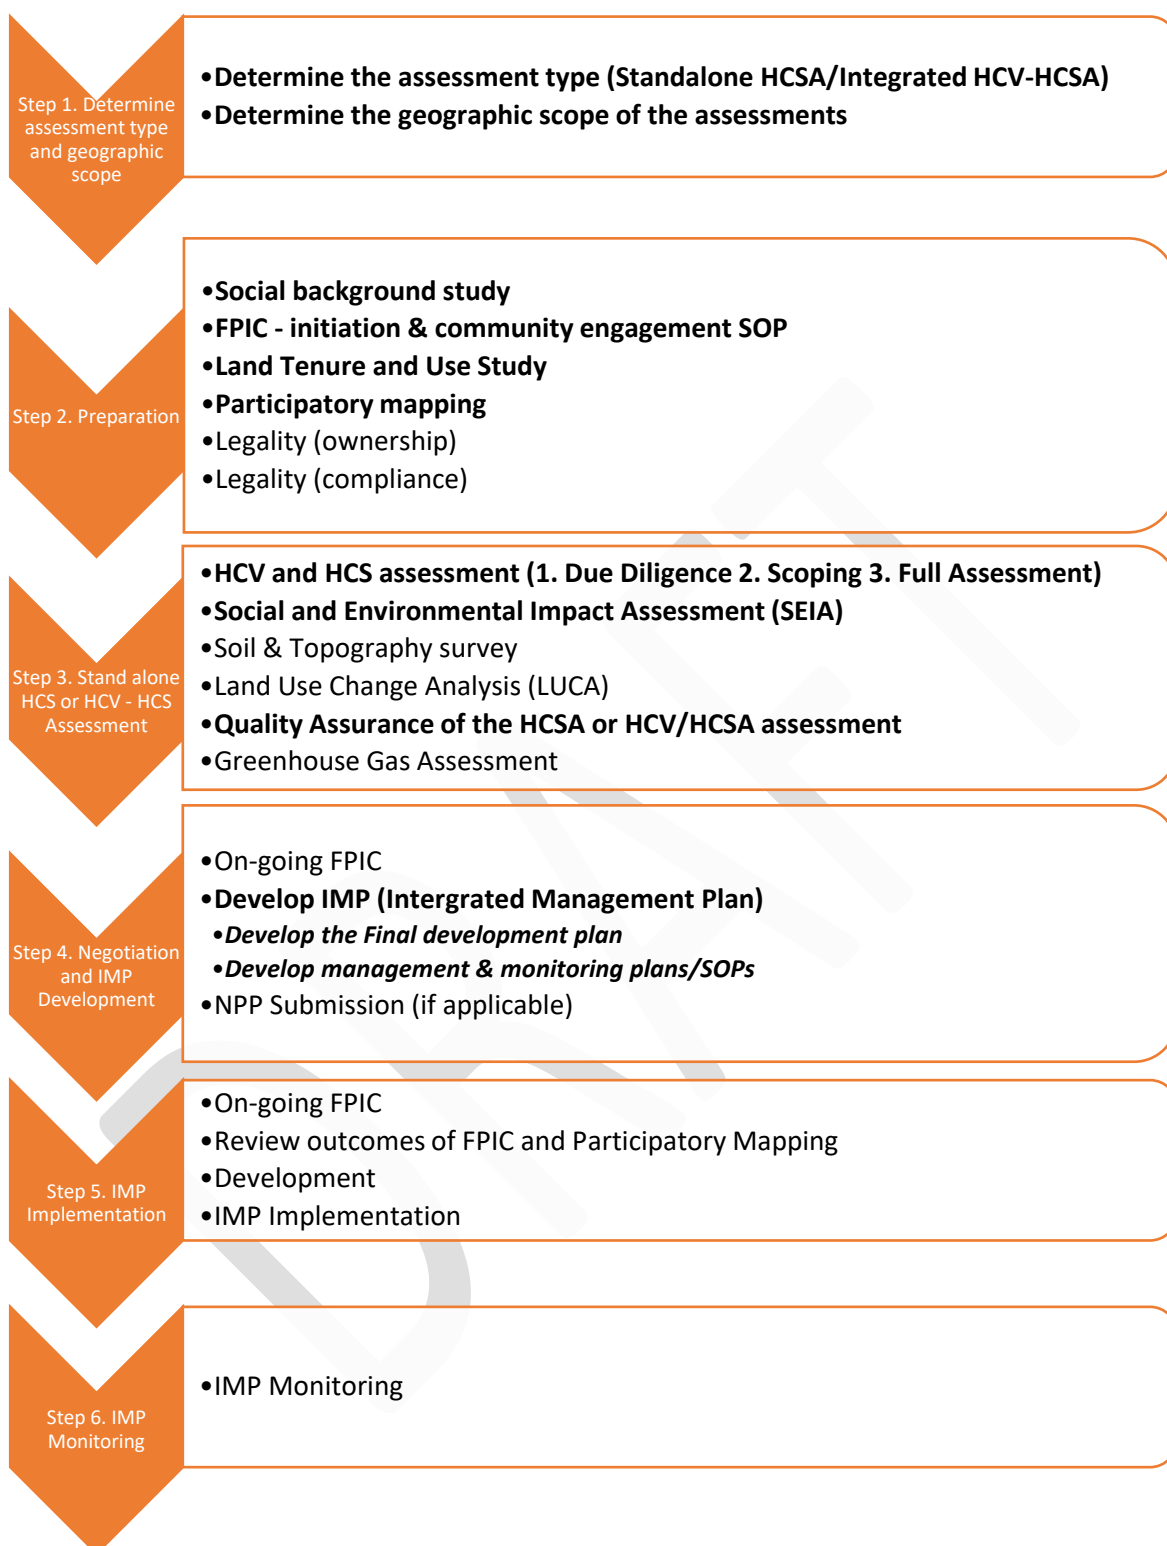 Step 1. Determine
assessment type
and geographic
scope
•Determine the assessment type (Standalone HCSA/Integrated HCV-HCSA)
•Determine the geographic scope of the assessments
Step 2. Preparation
•Social background study
•FPIC - initiation & community engagement SOP
•Land Tenure and Use Study
•Participatory mapping
•Legality (ownership)
•Legality (compliance)
Step 3. Stand alone
HCS or HCV - HCS
Assessment
•HCV and HCS assessment (1. Due Diligence 2. Scoping 3. Full Assessment)
•Social and Environmental Impact Assessment (SEIA)
•Soil & Topography survey
•Land Use Change Analysis (LUCA)
•Quality Assurance of the HCSA or HCV/HCSA assessment
•Greenhouse Gas Assessment
Step 4. Negotiation
and IMP
Development
•On-going FPIC
•Develop IMP (Intergrated Management Plan)
•Develop the Final development plan
•Develop management & monitoring plans/SOPs
•NPP Submission (if applicable)
Step 5. IMP
Implementation
•On-going FPIC
•Review outcomes of FPIC and Participatory Mapping
•Development
•IMP Implementation
Step 6. IMP
Monitoring
•IMP Monitoring
DRAFT